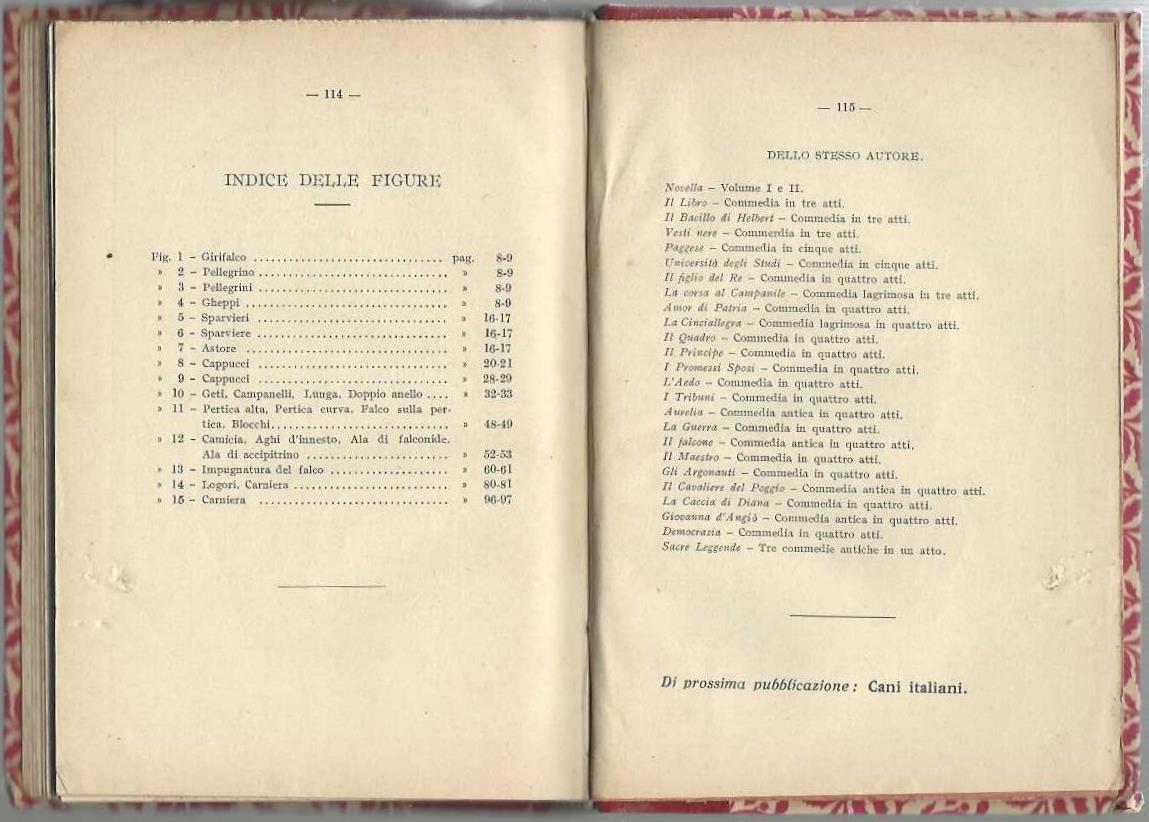 — 114 —
INDICE DELLE FIGURE
Fig. 1 – Girifalco ................................ pag. 8-9
» 2 – Pellegrino ................................ » 8-9
» 3 – Pellegrini ................................ » 8-9
» 4 – Gheppi ................................ » 8-9
» 5 – Sparvieri ................................ » 16-17
» 6 – Sparviere ................................ » 16-17
» 7 – Astore ................................ » 16-17
» 8 – Cappucci ................................ » 20-21
» 9 – Cappucci ................................ » 28-29
» 10 – Geti, Campanelli, Lunga, Doppio anello .... » 32-33
» 11 – Pertica alta, Pertica curva, Falco sulla per-
tica, Blocchi.............................. » 48-49
» 12 – Camicia, Aghi d'innesto, Ala di falconide,
Ala di accipitrino ........................ » 52-53
» 13 – Impugnatura del falco .................... » 60-61
» 14 – Logori, Carniera .......................... » 80-81
» 15 – Carniera ................................ » 96-97
— 115 —
DELLO STESSO AUTORE.
Novella – Volume I e II.
Il Libro – Commedia in tre atti.
Il Bacillo di Helbert – Commedia in tre atti.
Vesti nere – Commerdia in tre atti.
Paggese – Commedia in cinque atti.
Università degli Studi – Commedia in cinque atti.
Il figlio del Re – Commedia in quattro atti.
La corsa al Campanile – Commedia lagrimosa in tre atti.
Amor di Patria – Commedia in quattro atti.
La Cinciallegra – Commedia lagrimosa in quattro atti.
Il Quadro – Commedia in quattro atti.
Il Principe – Commedia in quattro atti.
I Promessi Sposi – Commedia in quattro atti.
L'Aedo – Commedia in quattro atti.
I Tribuni – Commedia in quattro atti.
Aurelia – Commedia antica in quattro atti.
La Guerra – Commedia in quattro atti.
Il falcone – Commedia antica in quattro atti.
Il Maestro – Commedia in quattro atti.
Gli Argonauti – Commedia in quattro atti.
Il Cavaliere del Poggio – Commedia antica in quattro atti.
La Caccia di Diana – Commedia in quattro atti.
Giovanna d'Angiò – Commedia antica in quattro atti.
Democrazia – Commedia in quattro atti.
Sacre Leggende – Tre commedie antiche in un atto.
Di prossima pubblicazione: Cani italiani.